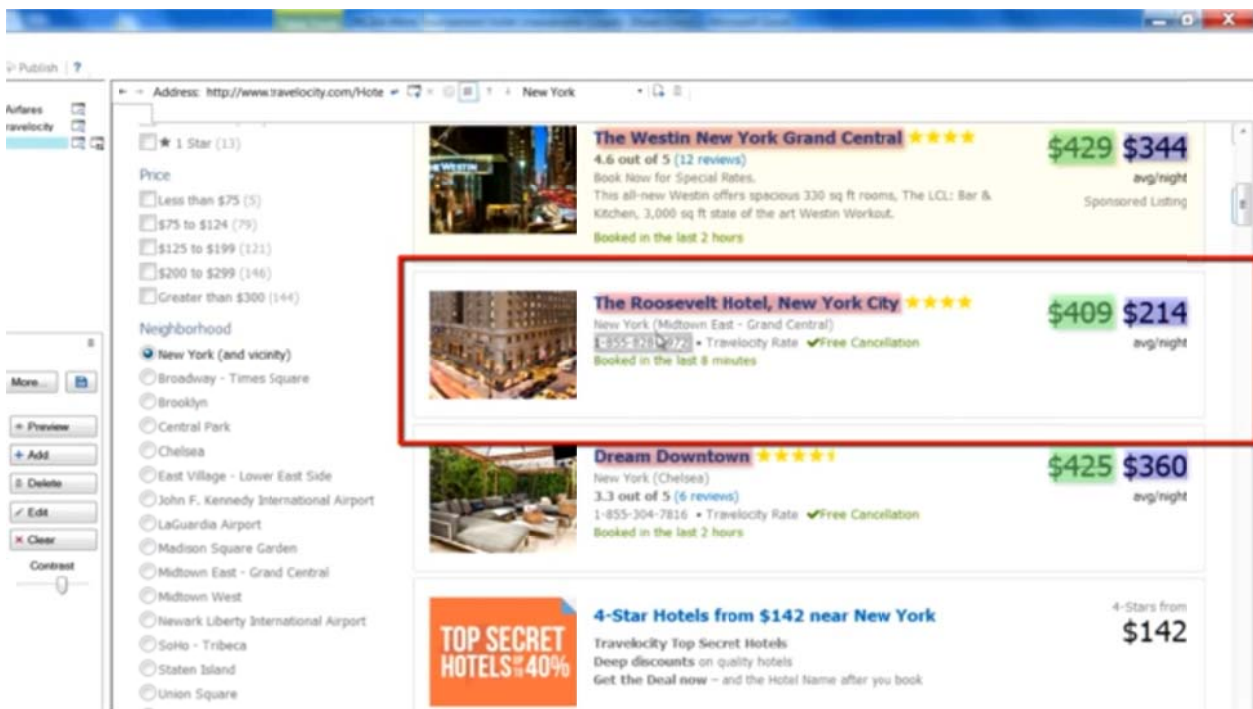 Publish | ?
Address: http://www.travelocity.com/Hote
New York
Airfares
ravelocity
1 Star (13)
Price
Less than $75 (5)
$75 to $124 (79)
$125 to $199 (121)
$200 to $299 (146)
Greater than $300 (144)
Neighborhood
New York (and vicinity)
Broadway - Times Square
Brooklyn
Central Park
Chelsea
East Village - Lower East Side
John F. Kennedy International Airport
LaGuardia Airport
Madison Square Garden
Midtown East - Grand Central
Midtown West
Newark Liberty International Airport
SoHo - Tribeca
Staten Island
Union Square
More...
Preview
+ Add
Delete
Edit
Clear
Contrast
THE WESTIN
The Westin New York Grand Central
4.6 out of 5 (12 reviews)
Book Now for Special Rates.
This all-new Westin offers spacious 330 sq ft rooms, The LCL: Bar &
Kitchen, 3,000 sq ft state of the art Westin Workout.
Booked in the last 2 hours
$429 $344
avg/night
Sponsored Listing
The Roosevelt Hotel, New York City
New York (Midtown East - Grand Central)
• Travelocity Rate ✔Free Cancellation
Booked in the last 8 minutes
$409 $214
avg/night
Dream Downtown
New York (Chelsea)
3.3 out of 5 (6 reviews)
1-855-304-7816 • Travelocity Rate ✔Free Cancellation
Booked in the last 2 hours
$425 $360
avg/night
TOP SECRET
HOTELS UP TO 40%
4-Star Hotels from $142 near New York
Travelocity Top Secret Hotels
Deep discounts on quality hotels
Get the Deal now – and the Hotel Name after you book
4-Stars from
$142